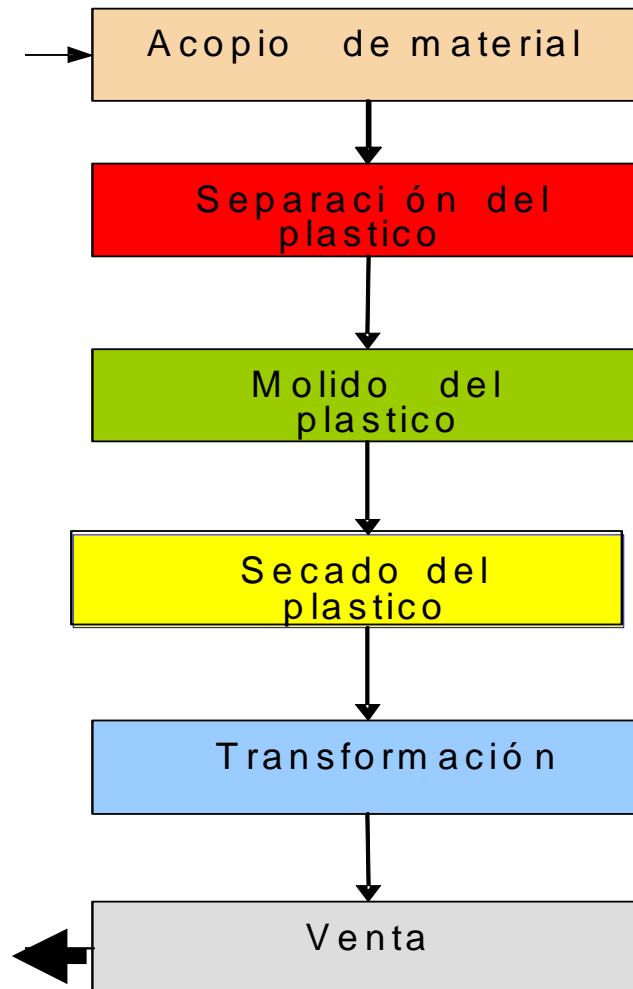 Acopio de material
Separación del
plastico
Molido del
plastico
Secado del
plastico
Transformación
Venta